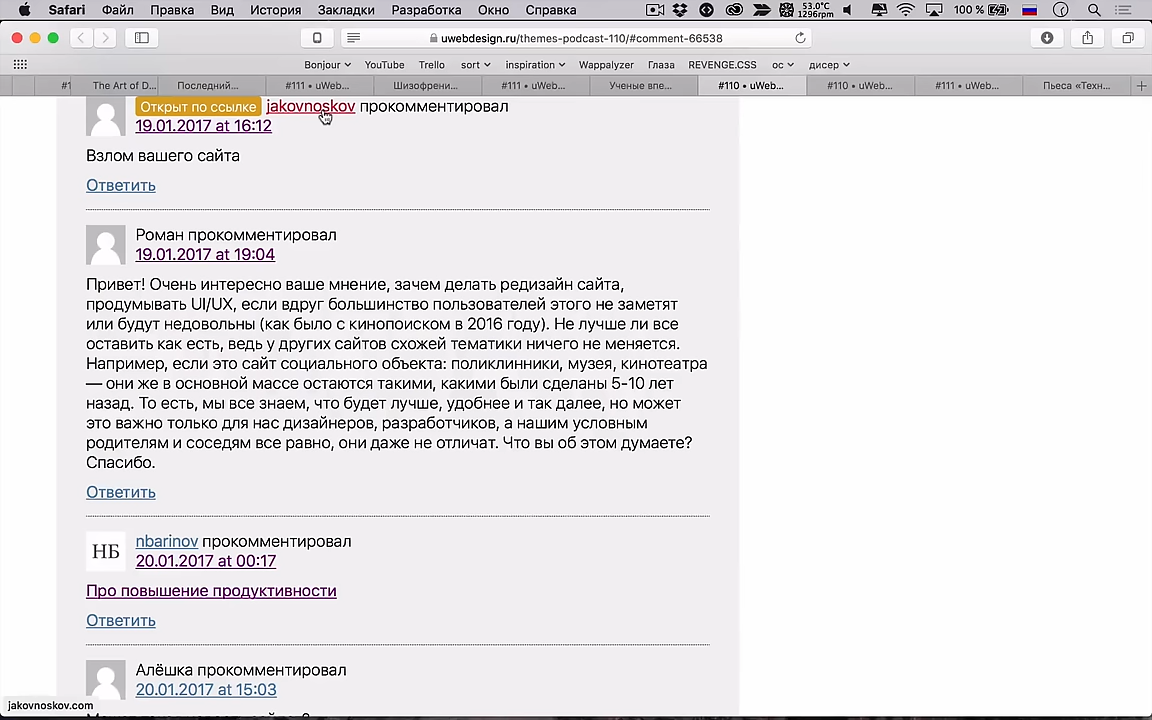 Safari Файл Правка Вид История Закладки Разработка Окно Справка 53.0°C 1296rpm 100 %
uwebdesign.ru/themes-podcast-110/#comment-66538
Bonjour YouTube Trello sort inspiration Wappalyzer Глаза REVENGE.CSS ос дисер
#1 The Art of D... Последний... #111 • uWeb... Шизофрени... #111 • uWeb... Ученые впе... #110 • uWeb... #110 • uWeb... #111 • uWeb... Пьеса «Техн...
Открыт по ссылке jakovnoskov прокомментировал
19.01.2017 at 16:12
Взлом вашего сайта
Ответить
Роман прокомментировал
19.01.2017 at 19:04
Привет! Очень интересно ваше мнение, зачем делать редизайн сайта,
продумывать UI/UX, если вдруг большинство пользователей этого не заметят
или будут недовольны (как было с кинопоиском в 2016 году). Не лучше ли все
оставить как есть, ведь у других сайтов схожей тематики ничего не меняется.
Например, если это сайт социального объекта: поликлинники, музея, кинотеатра
— они же в основной массе остаются такими, какими были сделаны 5-10 лет
назад. То есть, мы все знаем, что будет лучше, удобнее и так далее, но может
это важно только для нас дизайнеров, разработчиков, а нашим условным
родителям и соседям все равно, они даже не отличат. Что вы об этом думаете?
Спасибо.
Ответить
НБ nbarinov прокомментировал
20.01.2017 at 00:17
Про повышение продуктивности
Ответить
Алёшка прокомментировал
20.01.2017 at 15:03
jakovnoskov.com